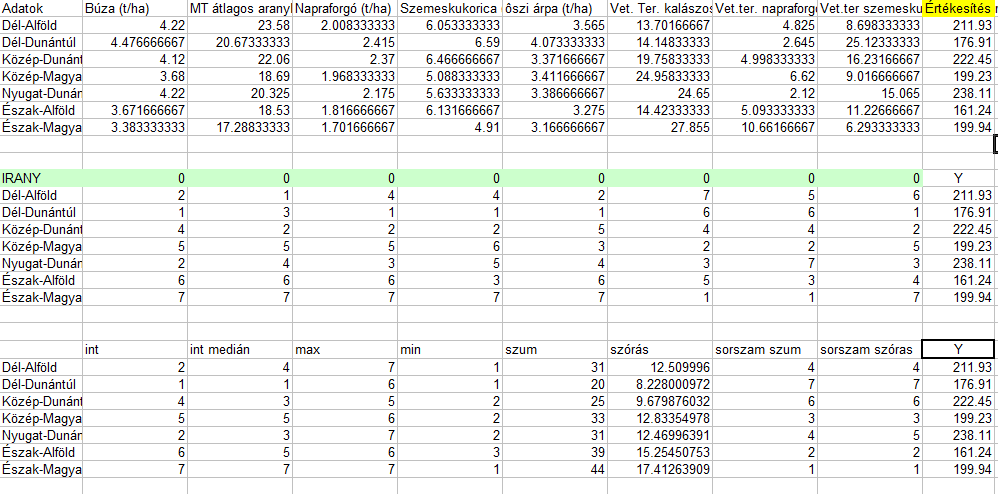 Adatok Búza (t/ha) MT átlagos aranyk Napraforgó (t/ha) Szemeskukorica ôszi árpa (t/ha) Vet. Ter. kalászos Vet.ter. napraforgó Vet.ter szemesku Értékesítés
Dél-Alföld 4.22 23.58 2.008333333 6.053333333 3.565 13.70166667 4.825 8.698333333 211.93
Dél-Dunántúl 4.476666667 20.67333333 2.415 6.59 4.073333333 14.14833333 2.645 25.12333333 176.91
Közép-Dunánt 4.12 22.06 2.37 6.466666667 3.371666667 19.75833333 4.998333333 16.23166667 222.45
Közép-Magya 3.68 18.69 1.968333333 5.088333333 3.411666667 24.95833333 6.62 9.016666667 199.23
Nyugat-Dunán 4.22 20.325 2.175 5.633333333 3.386666667 24.65 2.12 15.065 238.11
Észak-Alföld 3.671666667 18.53 1.816666667 6.131666667 3.275 14.42333333 5.093333333 11.22666667 161.24
Észak-Magya 3.383333333 17.28833333 1.701666667 4.91 3.166666667 27.855 10.66166667 6.293333333 199.94
IRANY 0 0 0 0 0 0 0 0 Y
Dél-Alföld 2 1 4 4 2 7 5 6 211.93
Dél-Dunántúl 1 3 1 1 1 6 6 1 176.91
Közép-Dunánt 4 2 2 2 5 4 4 2 222.45
Közép-Magya 5 5 5 6 3 2 2 5 199.23
Nyugat-Dunán 2 4 3 5 4 3 7 3 238.11
Észak-Alföld 6 6 6 3 6 5 3 4 161.24
Észak-Magya 7 7 7 7 7 1 1 7 199.94
int int medián max min szum szórás sorszam szum sorszam szóras Y
Dél-Alföld 2 4 7 1 31 12.509996 4 4 211.93
Dél-Dunántúl 1 1 6 1 20 8.228000972 7 7 176.91
Közép-Dunánt 4 3 5 2 25 9.679876032 6 6 222.45
Közép-Magya 5 5 6 2 33 12.83354978 3 3 199.23
Nyugat-Dunán 2 3 7 2 31 12.46996391 4 5 238.11
Észak-Alföld 6 5 6 3 39 15.25450753 2 2 161.24
Észak-Magya 7 7 7 1 44 17.41263909 1 1 199.94